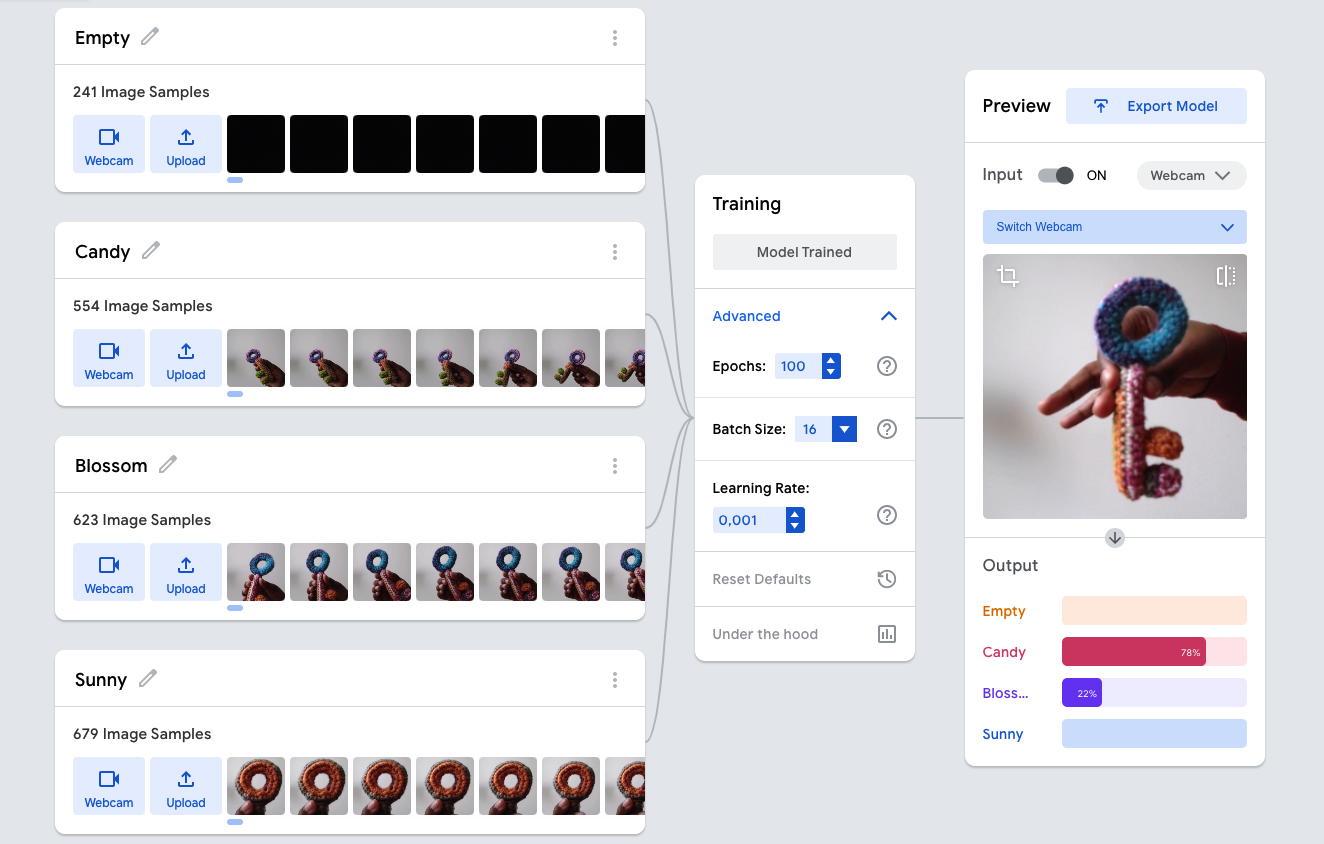 Empty
241 Image Samples
Webcam
Upload
Candy
554 Image Samples
Webcam
Upload
Blossom
623 Image Samples
Webcam
Upload
Sunny
679 Image Samples
Webcam
Upload
Training
Model Trained
Advanced
Epochs: 100
Batch Size: 16
Learning Rate:
0,001
Reset Defaults
Under the hood
Preview Export Model
Input ON Webcam
Switch Webcam
Output
Empty
Candy 78%
Bloss... 22%
Sunny